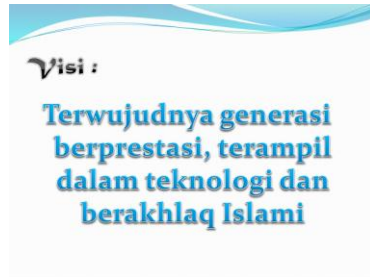 Visi :
Terwujudnya generasi
berprestasi, terampil
dalam teknologi dan
berakhlaq Islami